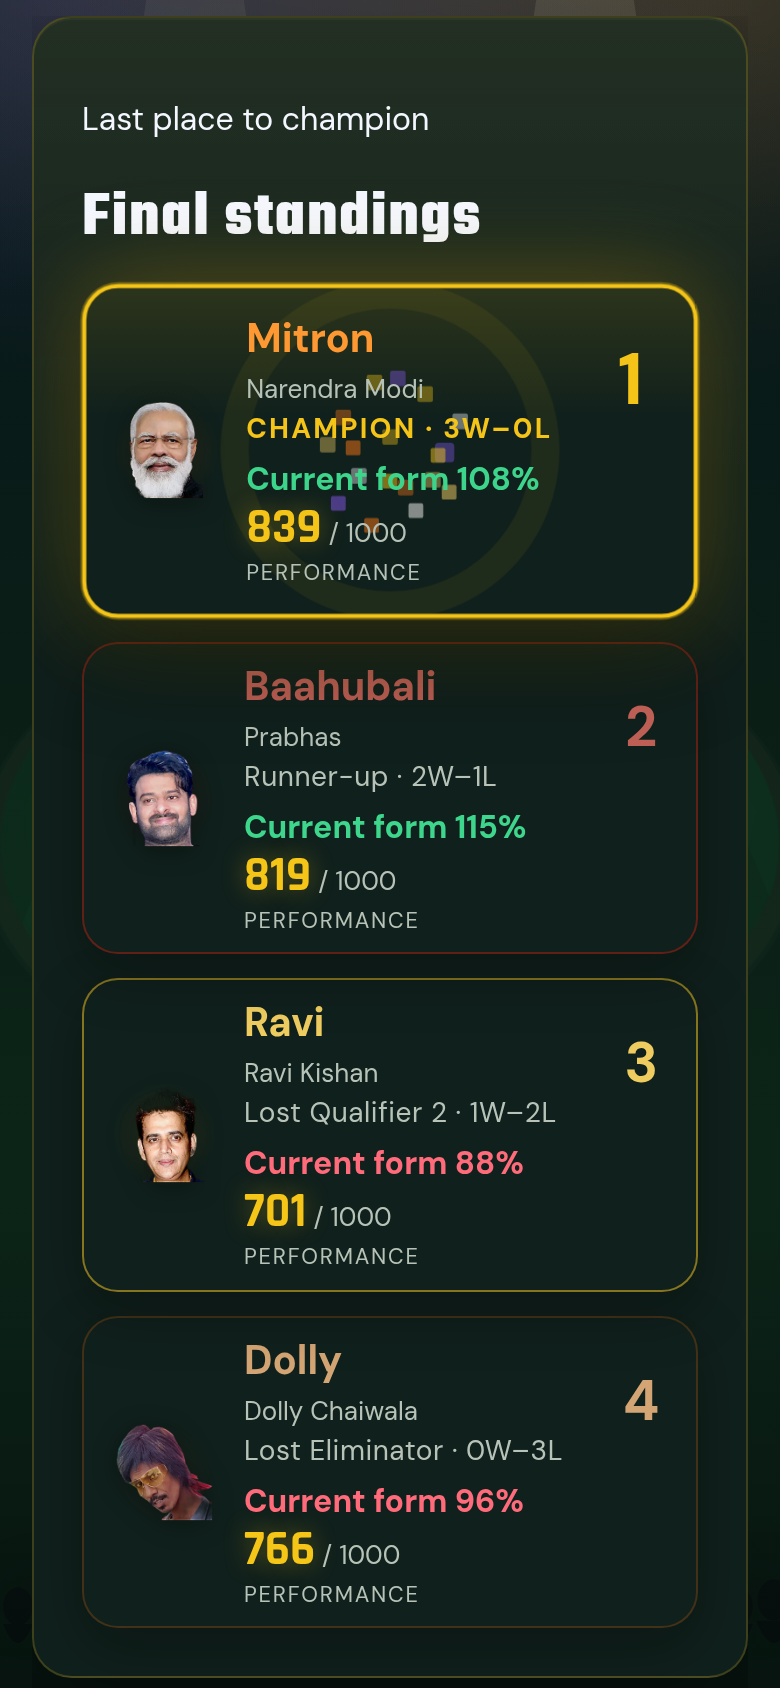 Last place to champion
Final standings
Mitron
1
Narendra Modi
CHAMPION · 3W–0L
Current form 108%
839 / 1000
PERFORMANCE
Baahubali
2
Prabhas
Runner-up · 2W–1L
Current form 115%
819 / 1000
PERFORMANCE
Ravi
3
Ravi Kishan
Lost Qualifier 2 · 1W–2L
Current form 88%
701 / 1000
PERFORMANCE
Dolly
4
Dolly Chaiwala
Lost Eliminator · 0W–3L
Current form 96%
766 / 1000
PERFORMANCE